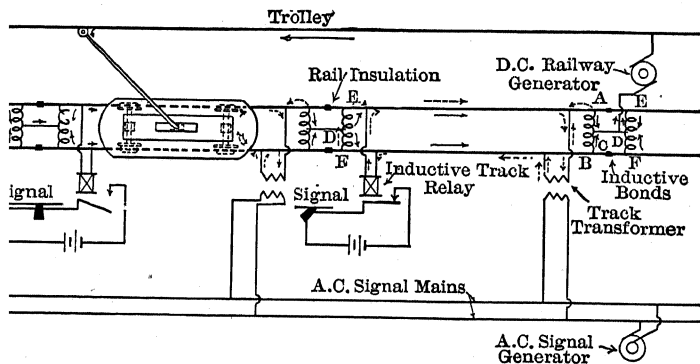 Trolley
D.C. Railway
Generator
Rail Insulation
E
A
E
D
C
D
F
B
F
Inductive Track
Relay
Inductive
Bonds
ignal
Signal
Track
Transformer
A.C. Signal Mains
A.C. Signal
Generator